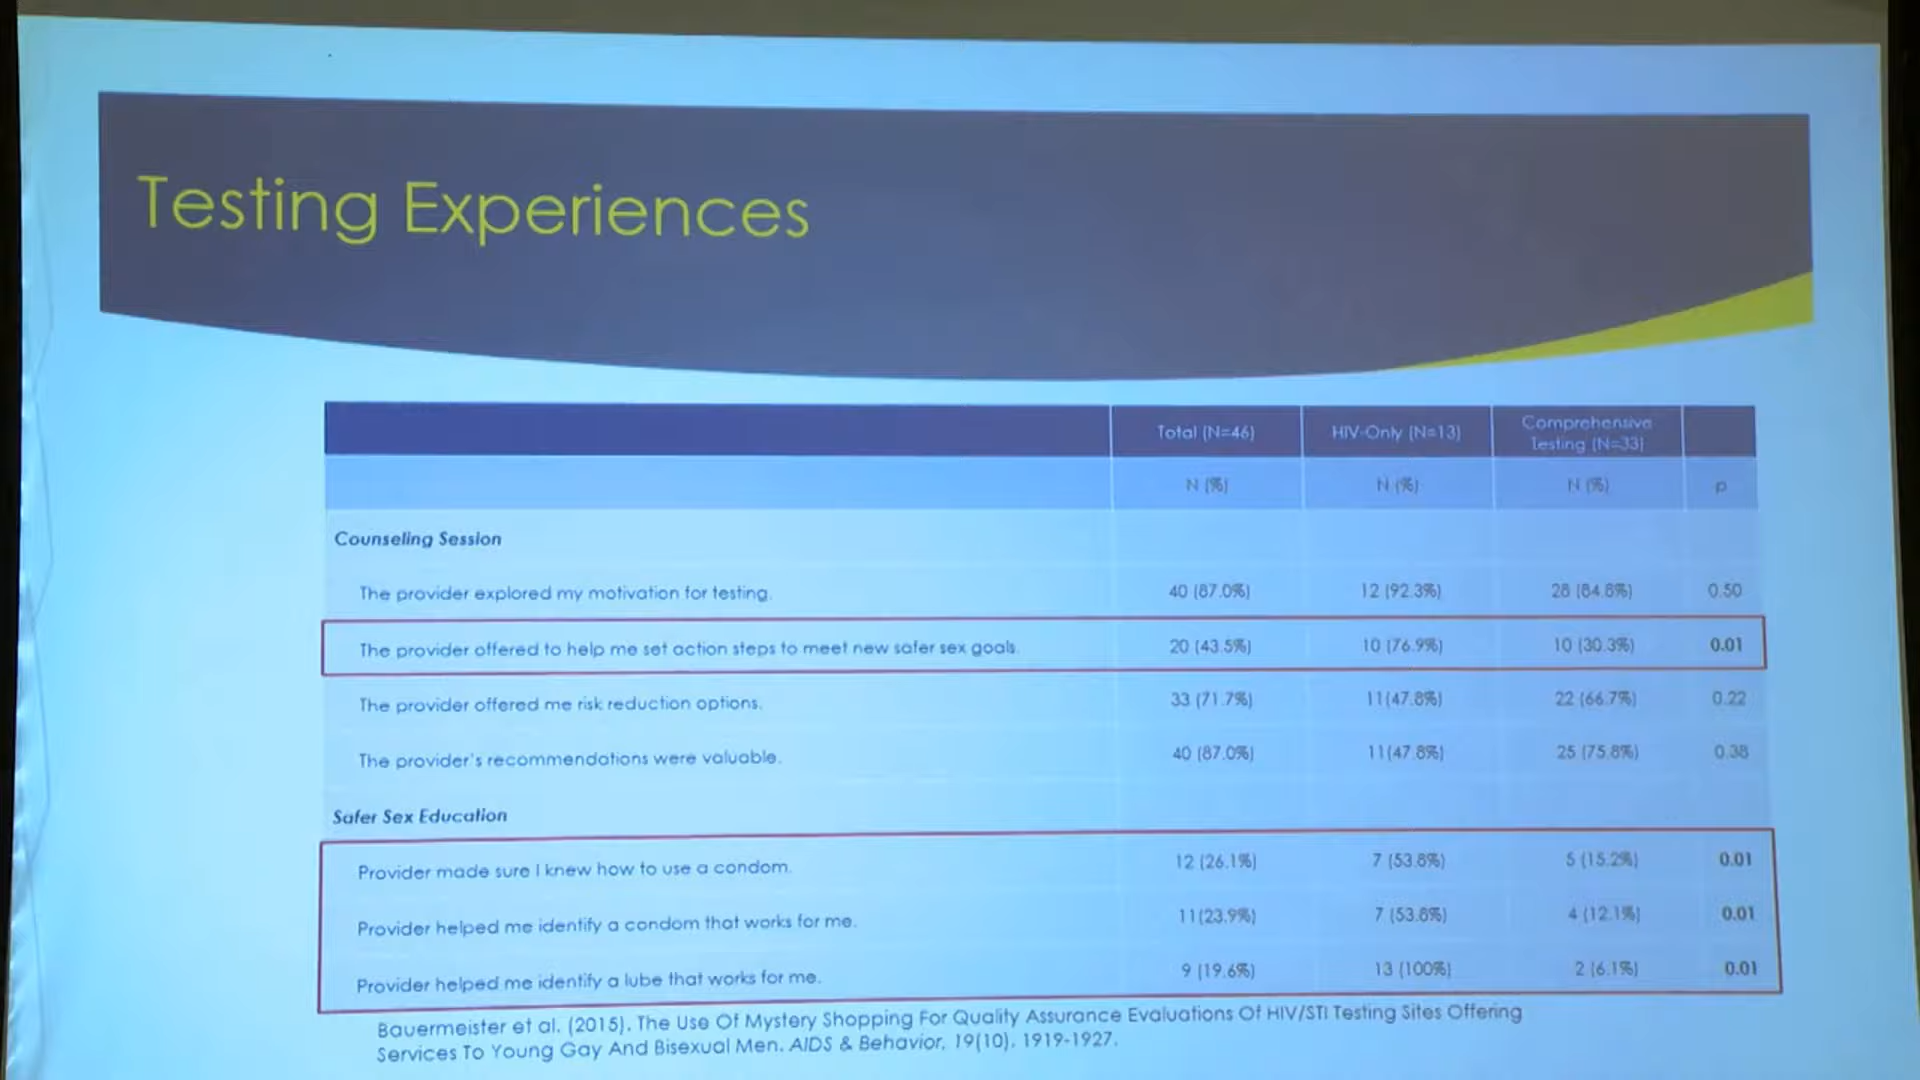 Testing Experiences
Total (N=46) HIV-Only (N=13) Comprehensive Testing (N=33)
N (%) N (%) N (%) p
Counseling Session
The provider explored my motivation for testing. 40 (87.0%) 12 (92.3%) 28 (84.8%) 0.50
The provider offered to help me set action steps to meet new safer sex goals. 20 (43.5%) 10 (76.9%) 10 (30.3%) 0.01
The provider offered me risk reduction options. 33 (71.7%) 11(47.8%) 22 (66.7%) 0.22
The provider's recommendations were valuable. 40 (87.0%) 11(47.8%) 25 (75.8%) 0.38
Safer Sex Education
Provider made sure I knew how to use a condom. 12 (26.1%) 7 (53.8%) 5 (15.2%) 0.01
Provider helped me identify a condom that works for me. 11(23.9%) 7 (53.8%) 4 (12.1%) 0.01
Provider helped me identify a lube that works for me. 9 (19.6%) 13 (100%) 2 (6.1%) 0.01
Bauermeister et al. (2015). The Use Of Mystery Shopping For Quality Assurance Evaluations Of HIV/STI Testing Sites Offering
Services To Young Gay And Bisexual Men. AIDS & Behavior, 19(10). 1919-1927.